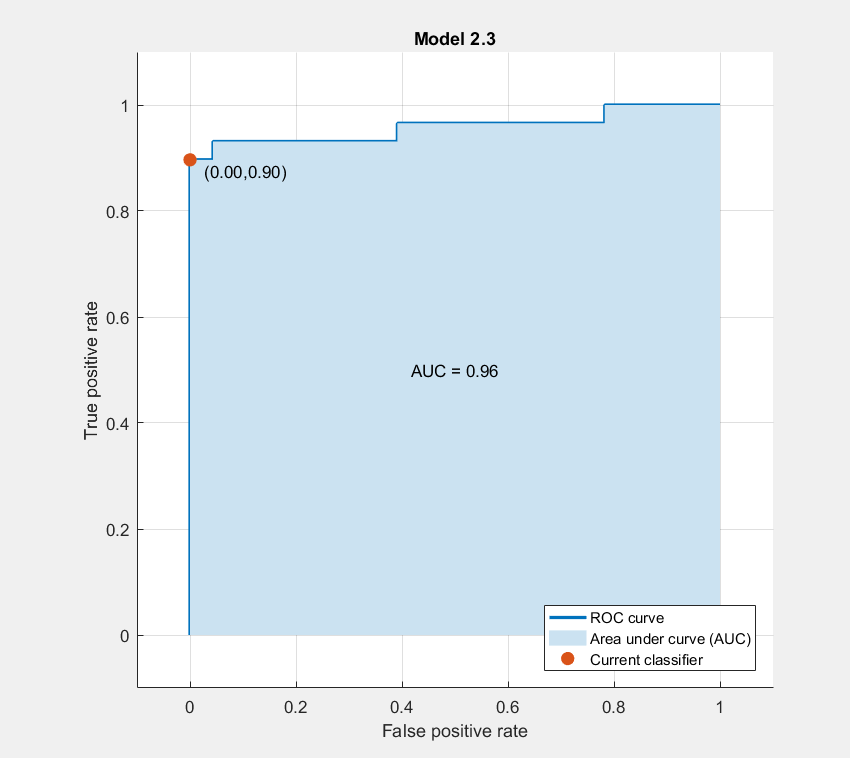 Model 2.3
True positive rate
1
0.8
0.6
0.4
0.2
0
(0.00,0.90)
AUC = 0.96
ROC curve
Area under curve (AUC)
Current classifier
0 0.2 0.4 0.6 0.8 1
False positive rate